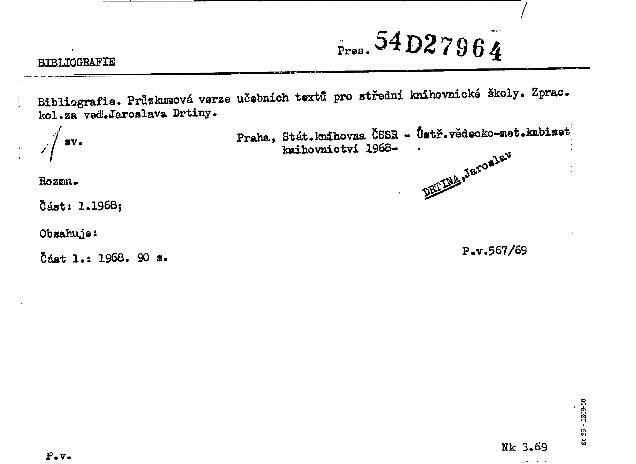 Pres. 54D27964
BIBLIOGRAFIE
Bibliografie. Průzkumová verze učebních textů pro střední knihovnické školy. Zprac.
kol.za ved.Jaroslava Drtiny.
1/ sv.
Praha, Stát.knihovna ČSSR - Ústř.vědecko-met.kabinet
knihovnictví 1968-
DRTINA,Jaroslav
Rozmn.
Část: 1.1968;
Obsahuje:
Část 1.: 1968. 90 s.
P.v.567/69
Nk 3.69
P.v.